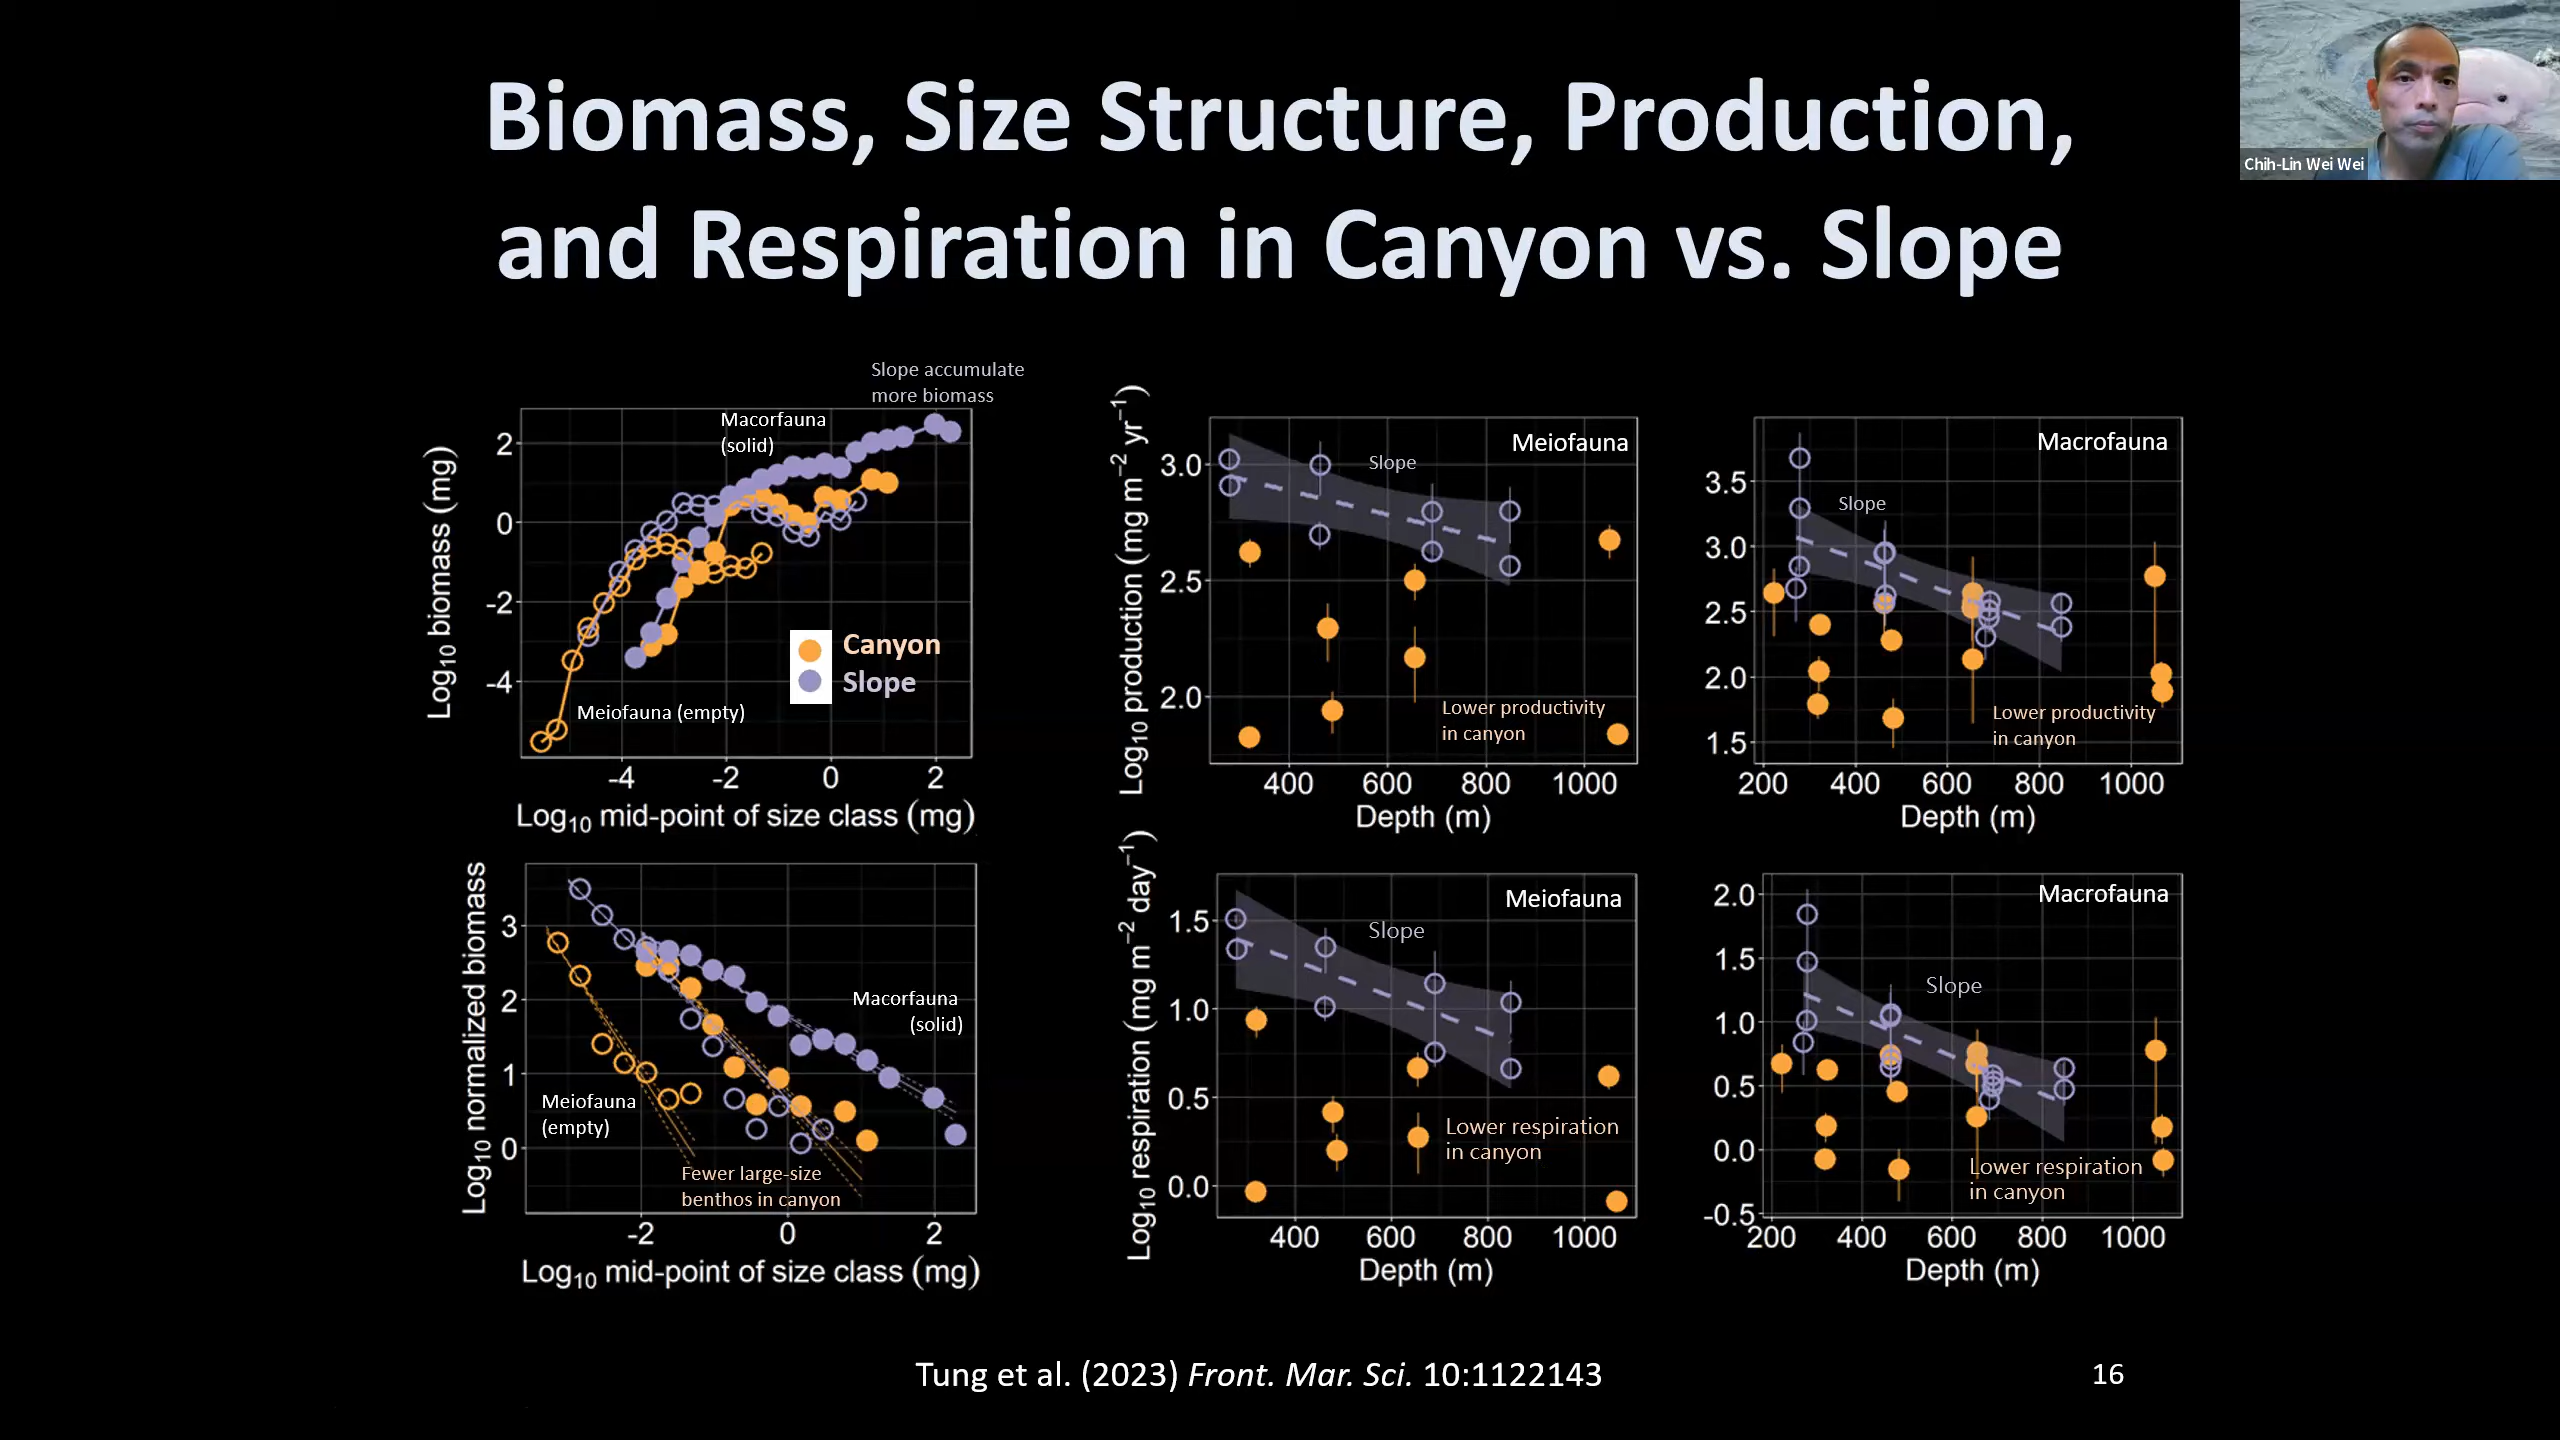 Biomass, Size Structure, Production,
and Respiration in Canyon vs. Slope
Chih-Lin Wei Wei
Slope accumulate
more biomass
Macorfauna
(solid)
Log10 biomass (mg)
2
0
-2
-4
Canyon
Slope
Meiofauna (empty)
-4 -2 0 2
Log10 mid-point of size class (mg)
Log10 production (mg m−2 yr−1)
3.0
2.5
2.0
Meiofauna
Slope
Lower productivity
in canyon
400 600 800 1000
Depth (m)
Macrofauna
3.5
3.0
2.5
2.0
1.5
Slope
Lower productivity
in canyon
200 400 600 800 1000
Depth (m)
Log10 normalized biomass
3
2
1
0
Macorfauna
(solid)
Meiofauna
(empty)
Fewer large-size
benthos in canyon
-2 0 2
Log10 mid-point of size class (mg)
Log10 respiration (mg m−2 day−1)
1.5
1.0
0.5
0.0
Meiofauna
Slope
Lower respiration
in canyon
400 600 800 1000
Depth (m)
Macrofauna
2.0
1.5
1.0
0.5
0.0
-0.5
Slope
Lower respiration
in canyon
200 400 600 800 1000
Depth (m)
Tung et al. (2023) Front. Mar. Sci. 10:1122143
16